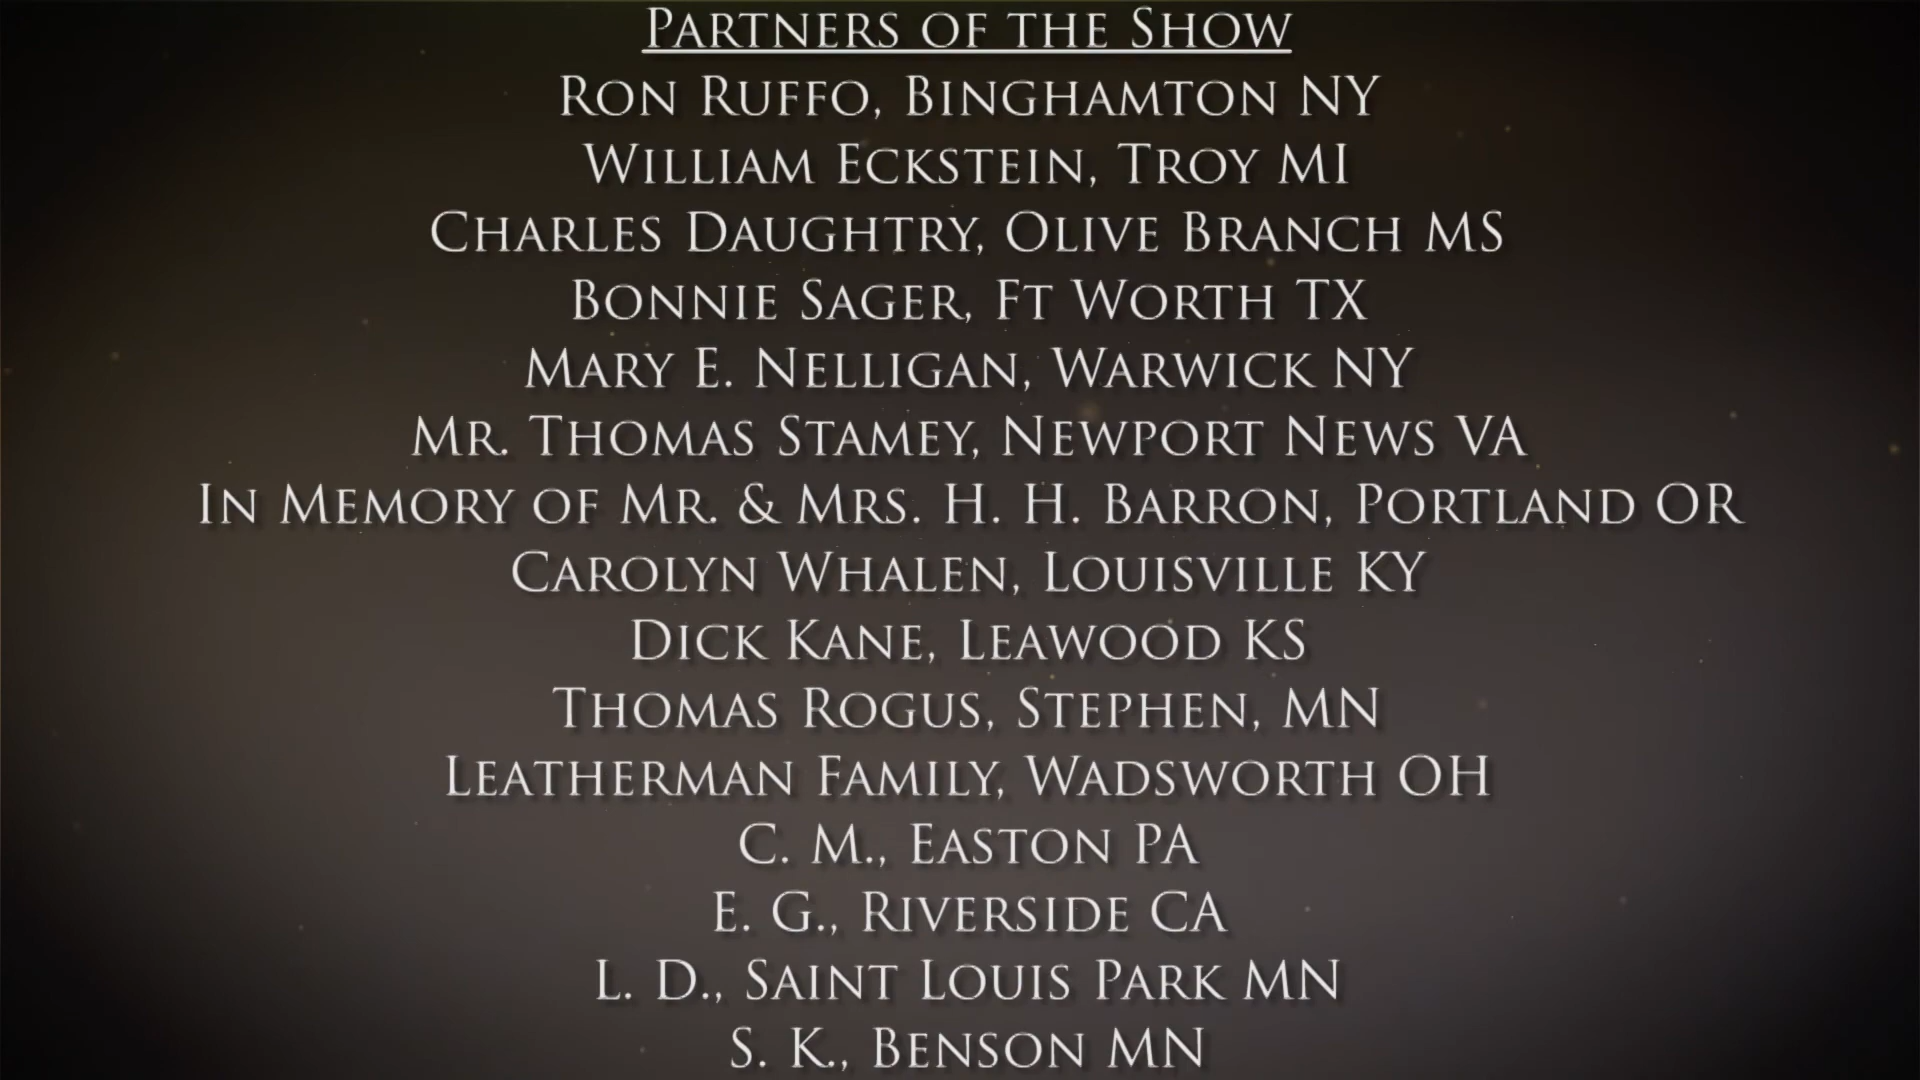 Partners of the Show
Ron Ruffo, Binghamton NY
William Eckstein, Troy MI
Charles Daughtry, Olive Branch MS
Bonnie Sager, Ft Worth TX
Mary E. Nelligan, Warwick NY
Mr. Thomas Stamey, Newport News VA
In Memory of Mr. & Mrs. H. H. Barron, Portland OR
Carolyn Whalen, Louisville KY
Dick Kane, Leawood KS
Thomas Rogus, Stephen, MN
Leatherman Family, Wadsworth OH
C. M., Easton PA
E. G., Riverside CA
L. D., Saint Louis Park MN
S. K., Benson MN